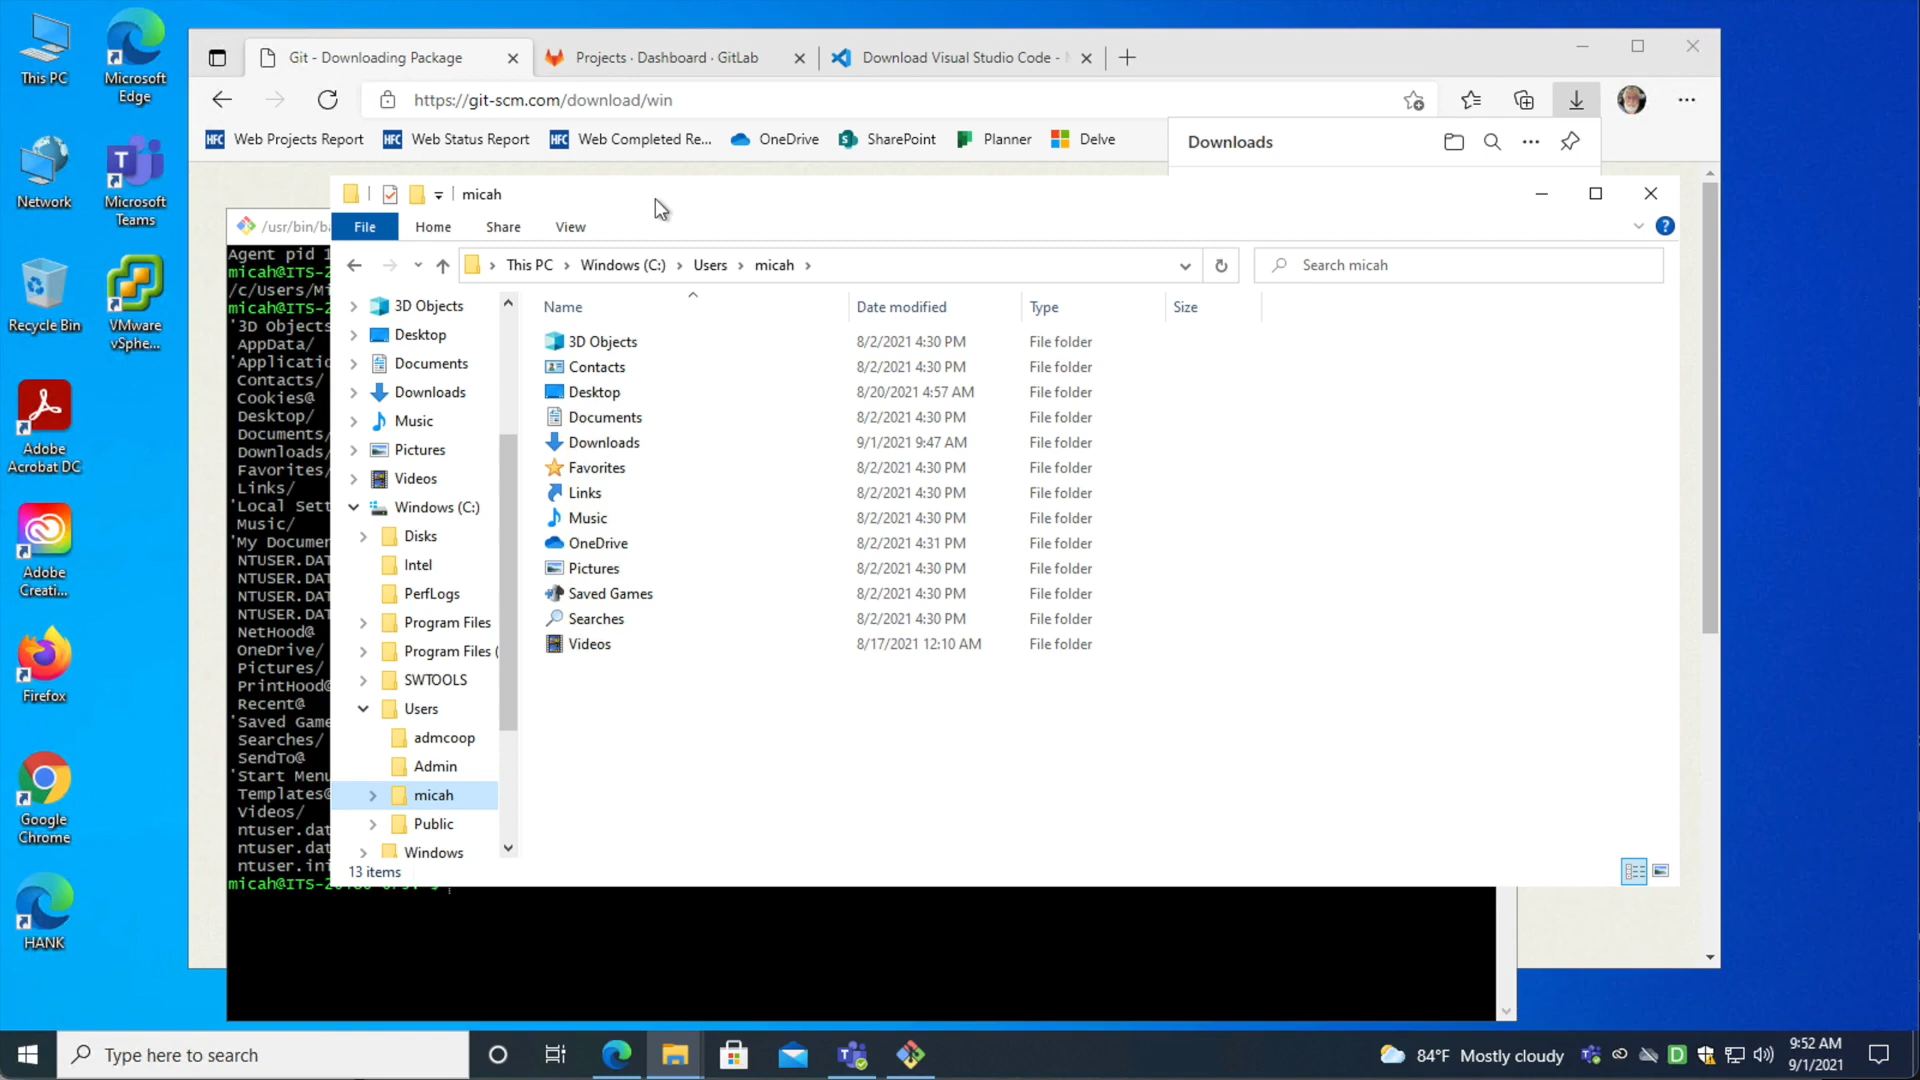 This PC
Microsoft
Edge
Network
Microsoft
Teams
Recycle Bin
VMware
vSphe...
Adobe
Acrobat DC
Adobe
Creati...
Firefox
Google
Chrome
HANK
Git - Downloading Package
Projects · Dashboard · GitLab
Download Visual Studio Code -
https://git-scm.com/download/win
HFC Web Projects Report
HFC Web Status Report
HFC Web Completed Re...
OneDrive
SharePoint
Planner
Delve
Downloads
/usr/bin/b
Agent pid 1
micah@ITS-2
/c/Users/Mi
micah@ITS-2
'3D Objects
AppData/
'Applicatio
Contacts/
Cookies@
Desktop/
Documents/
Downloads/
Favorites/
Links/
'Local Sett
Music/
'My Documen
NTUSER.DAT
NTUSER.DAT
NTUSER.DAT
NTUSER.DAT
NetHood@
OneDrive/
Pictures/
PrintHood@
Recent@
'Saved Game
Searches/
SendTo@
'Start Menu
Templates@
Videos/
ntuser.dat
ntuser.dat
ntuser.ini
micah@ITS-
micah
File Home Share View
This PC > Windows (C:) > Users > micah >
Search micah
3D Objects
Desktop
Documents
Downloads
Music
Pictures
Videos
Windows (C:)
Disks
Intel
PerfLogs
Program Files
Program Files (
SWTOOLS
Users
admcoop
Admin
micah
Public
Windows
Name Date modified Type Size
3D Objects 8/2/2021 4:30 PM File folder
Contacts 8/2/2021 4:30 PM File folder
Desktop 8/20/2021 4:57 AM File folder
Documents 8/2/2021 4:30 PM File folder
Downloads 9/1/2021 9:47 AM File folder
Favorites 8/2/2021 4:30 PM File folder
Links 8/2/2021 4:30 PM File folder
Music 8/2/2021 4:30 PM File folder
OneDrive 8/2/2021 4:31 PM File folder
Pictures 8/2/2021 4:30 PM File folder
Saved Games 8/2/2021 4:30 PM File folder
Searches 8/2/2021 4:30 PM File folder
Videos 8/17/2021 12:10 AM File folder
13 items
Type here to search
84°F Mostly cloudy
9:52 AM
9/1/2021